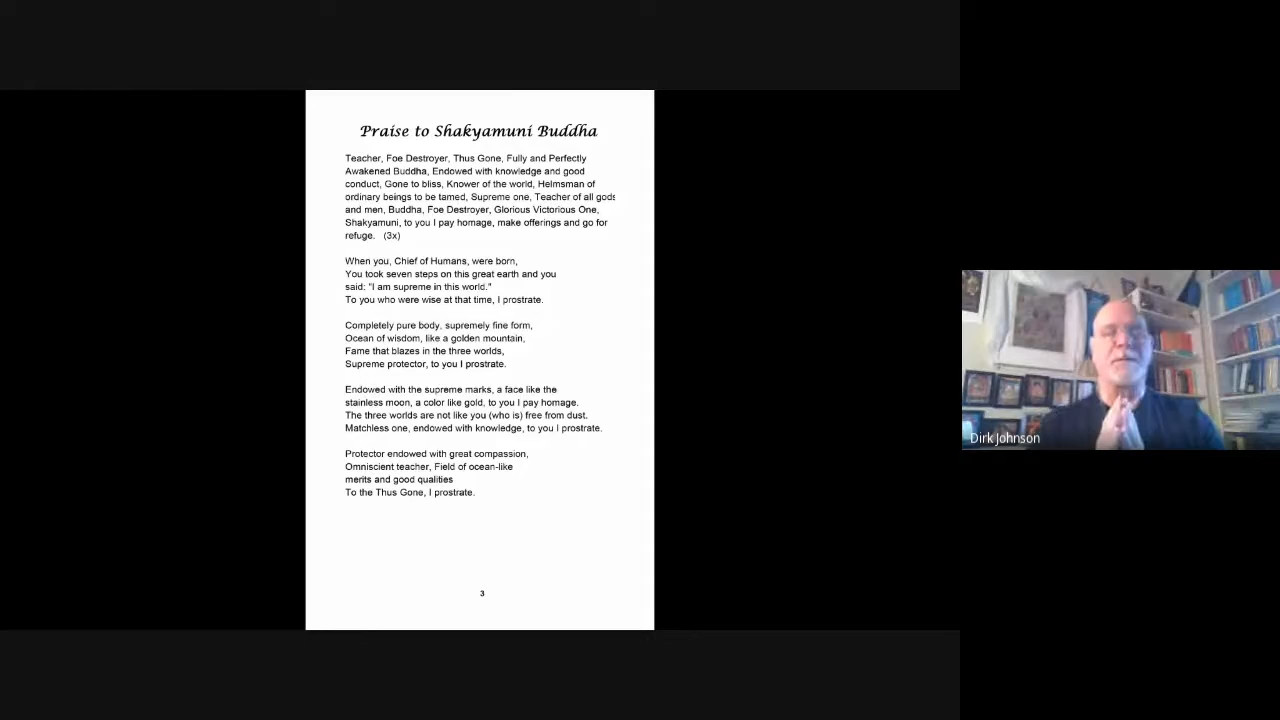 Praise to Shakyamuni Buddha
Teacher, Foe Destroyer, Thus Gone, Fully and Perfectly
Awakened Buddha, Endowed with knowledge and good
conduct, Gone to bliss, Knower of the world, Helmsman of
ordinary beings to be tamed, Supreme one, Teacher of all gods
and men, Buddha, Foe Destroyer, Glorious Victorious One,
Shakyamuni, to you I pay homage, make offerings and go for
refuge. (3x)
When you, Chief of Humans, were born,
You took seven steps on this great earth and you
said: "I am supreme in this world."
To you who were wise at that time, I prostrate.
Completely pure body, supremely fine form,
Ocean of wisdom, like a golden mountain,
Fame that blazes in the three worlds,
Supreme protector, to you I prostrate.
Endowed with the supreme marks, a face like the
stainless moon, a color like gold, to you I pay homage.
The three worlds are not like you (who is) free from dust.
Matchless one, endowed with knowledge, to you I prostrate.
Protector endowed with great compassion,
Omniscient teacher, Field of ocean-like
merits and good qualities
To the Thus Gone, I prostrate.
3
Dirk Johnson